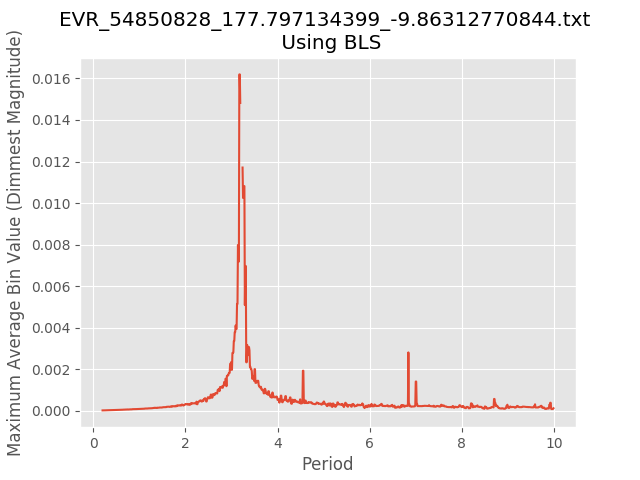 EVR_54850828_177.797134399_-9.86312770844.txt
Using BLS
Maximum Average Bin Value (Dimmest Magnitude)
0.016
0.014
0.012
0.010
0.008
0.006
0.004
0.002
0.000
0 2 4 6 8 10
Period